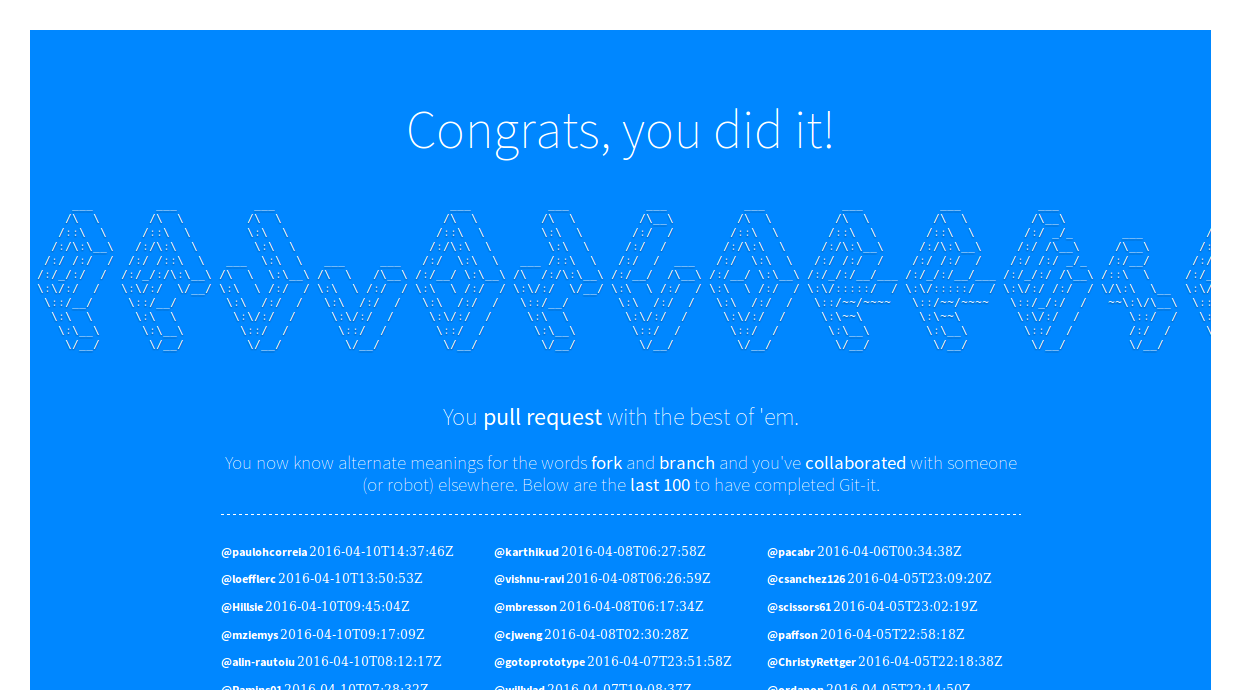 Congrats, you did it!
PAULOHCORREI
You pull request with the best of 'em.
You now know alternate meanings for the words fork and branch and you've collaborated with someone
(or robot) elsewhere. Below are the last 100 to have completed Git-it.
@paulohcorreia 2016-04-10T14:37:46Z
@loefflerc 2016-04-10T13:50:53Z
@Hillsie 2016-04-10T09:45:04Z
@mziemys 2016-04-10T09:17:09Z
@alin-rautoiu 2016-04-10T08:12:17Z
2016-04-10T07:28:32Z
@karthikud 2016-04-08T06:27:58Z
@vishnu-ravi 2016-04-08T06:26:59Z
@mbresson 2016-04-08T06:17:34Z
@cjweng 2016-04-08T02:30:28Z
@gotoprototype 2016-04-07T23:51:58Z
2016-04-07T19:08:37Z
@pacabr 2016-04-06T00:34:38Z
@csanchez126 2016-04-05T23:09:20Z
@scissors61 2016-04-05T23:02:19Z
@paffson 2016-04-05T22:58:18Z
@ChristyRettger 2016-04-05T22:18:38Z
2016-04-05T22:14:50Z